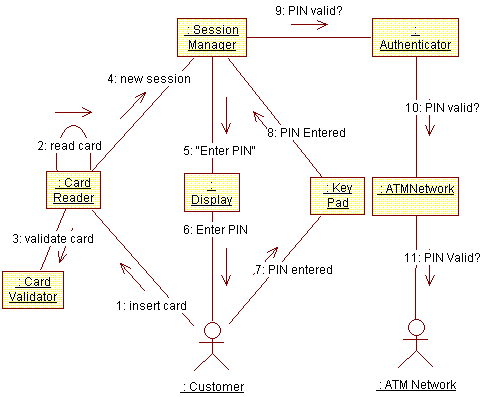 9: PIN valid?
: Session
Manager
:
Authenticator
4: new session
10: PIN valid?
2: read card
8: PIN Entered
5: "Enter PIN"
: Card
Reader
:
Display
: Key
Pad
: ATMNetwork
6: Enter PIN
3: validate card
11: PIN Valid?
7: PIN entered
: Card
Validator
1: insert card
: Customer
: ATM Network